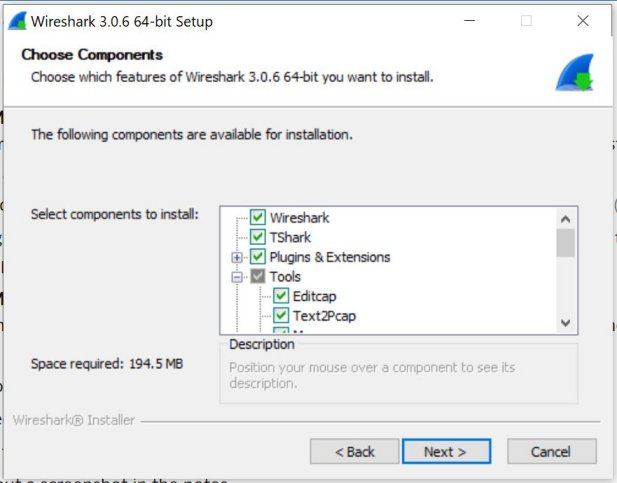 Wireshark 3.0.6 64-bit Setup
Choose Components
Choose which features of Wireshark 3.0.6 64-bit you want to install.
The following components are available for installation.
Select components to install:
Wireshark
TShark
Plugins & Extensions
Tools
Editcap
Text2Pcap
Space required: 194.5 MB
Description
Position your mouse over a component to see its
description.
Wireshark® Installer
< Back
Next >
Cancel